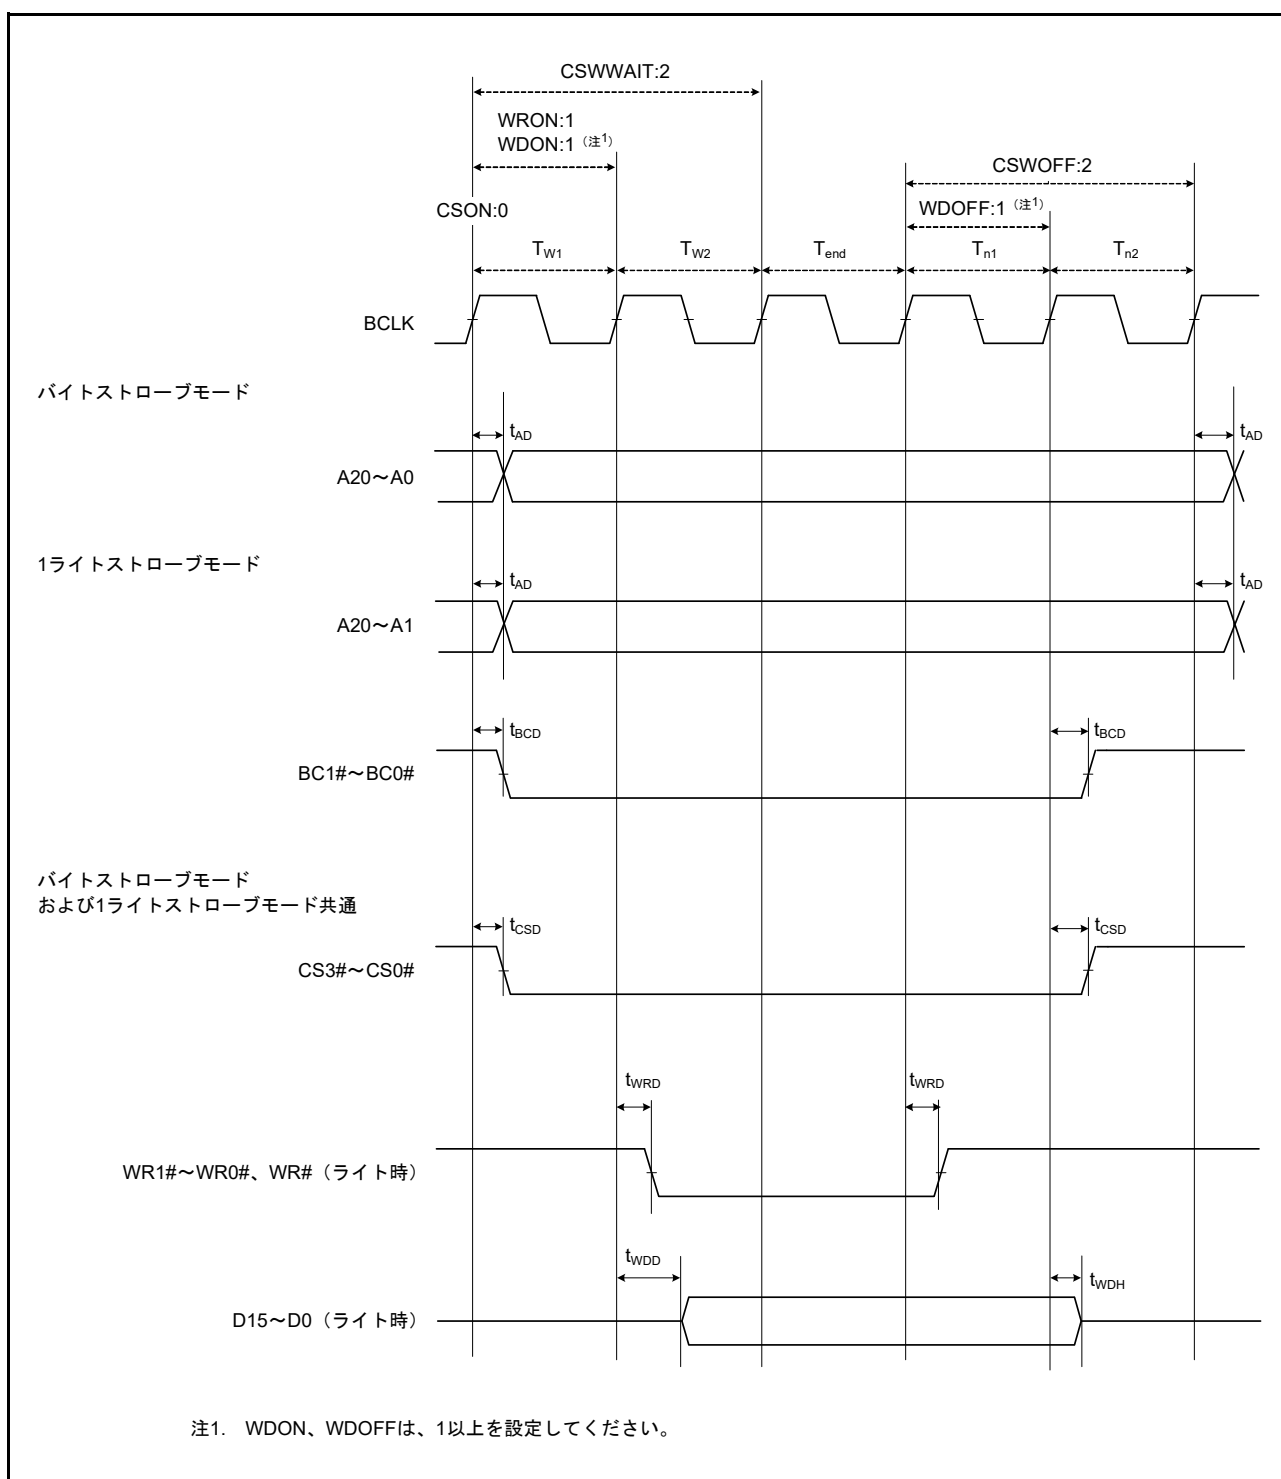 CSWWAIT:2
WRON:1
WDON:1（注1）
CSWOFF:2
WDOFF:1（注1）
CSON:0
TW1 TW2 Tend Tn1 Tn2
BCLK
バイトストローブモード
tAD tAD
A20～A0
1ライトストローブモード
tAD tAD
A20～A1
tBCD tBCD
BC1#～BC0#
バイトストローブモード
および1ライトストローブモード共通
tCSD tCSD
CS3#～CS0#
tWRD tWRD
WR1#～WR0#、WR#（ライト時）
tWDD tWDH
D15～D0（ライト時）
注1. WDON、WDOFFは、1以上を設定してください。